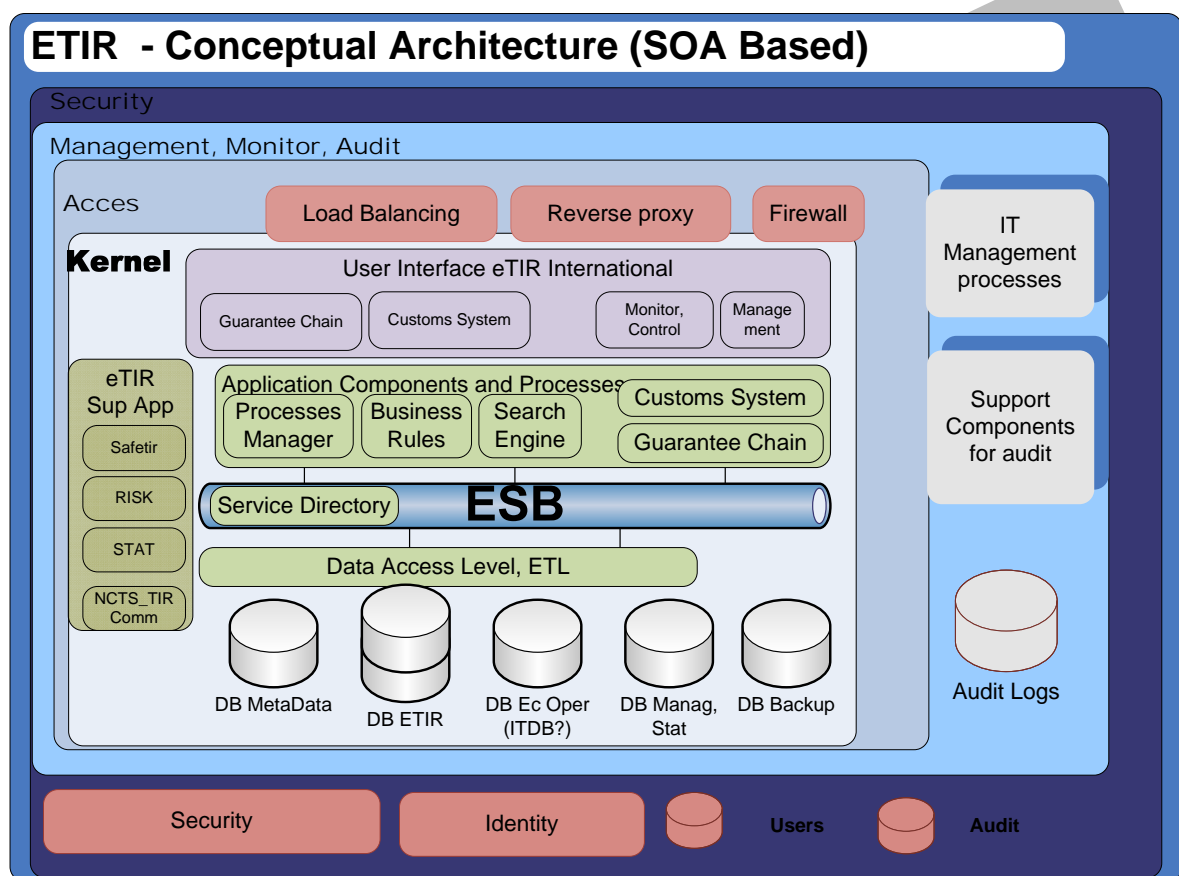 ETIR - Conceptual Architecture (SOA Based)
Security
Management, Monitor, Audit
Acces
Load Balancing
Reverse proxy
Firewall
Kernel
User Interface eTIR International
Guarantee Chain
Customs System
Monitor,
Control
Manage
ment
IT
Management
processes
eTIR
Sup App
Safetir
RISK
STAT
NCTS_TIR
Comm
Application Components and Processes
Processes
Manager
Business
Rules
Search
Engine
Customs System
Guarantee Chain
Support
Components
for audit
Service Directory
ESB
Data Access Level, ETL
DB MetaData
DB ETIR
DB Ec Oper
(ITDB?)
DB Manag,
Stat
DB Backup
Audit Logs
Security
Identity
Users
Audit